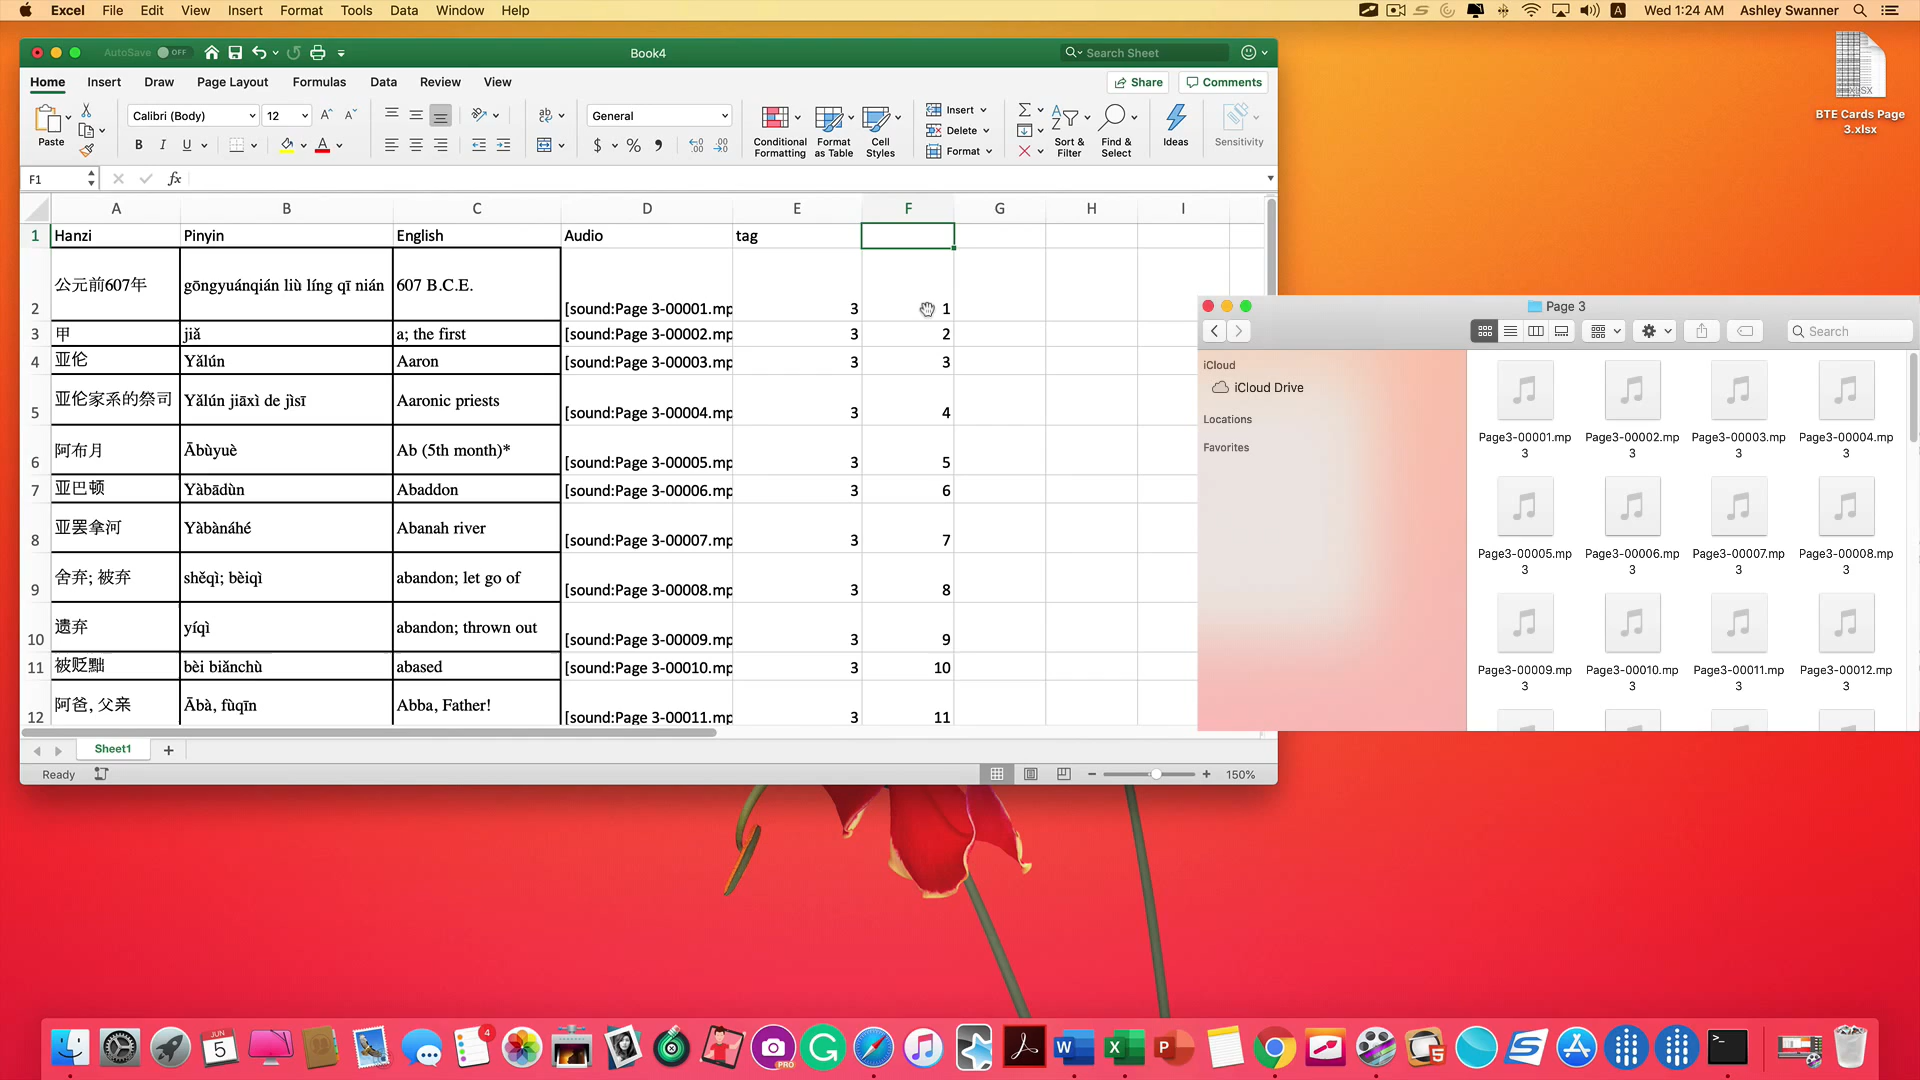 Excel File Edit View Insert Format Tools Data Window Help
Wed 1:24 AM Ashley Swanner
AutoSave OFF
Book4
Search Sheet
Home Insert Draw Page Layout Formulas Data Review View
Share Comments
Paste
Calibri (Body) 12
General
Conditional Formatting
Format as Table
Cell Styles
Insert
Delete
Format
Sort & Filter
Find & Select
Ideas
Sensitivity
F1
fx
A B C D E F G H I
1 Hanzi Pinyin English Audio tag
2 公元前607年 gōngyuánqián liù líng qī nián 607 B.C.E. [sound:Page 3-00001.mp 3 1
3 甲 jiǎ a; the first [sound:Page 3-00002.mp 3 2
4 亚伦 Yǎlún Aaron [sound:Page 3-00003.mp 3 3
5 亚伦家系的祭司 Yǎlún jiāxì de jìsī Aaronic priests [sound:Page 3-00004.mp 3 4
6 阿布月 Ābùyuè Ab (5th month)* [sound:Page 3-00005.mp 3 5
7 亚巴顿 Yàbādùn Abaddon [sound:Page 3-00006.mp 3 6
8 亚罢拿河 Yàbànáhé Abanah river [sound:Page 3-00007.mp 3 7
9 舍弃; 被弃 shěqì; bèiqì abandon; let go of [sound:Page 3-00008.mp 3 8
10 遗弃 yíqì abandon; thrown out [sound:Page 3-00009.mp 3 9
11 被贬黜 bèi biǎnchù abased [sound:Page 3-00010.mp 3 10
12 阿爸, 父亲 Ābà, fùqīn Abba, Father! [sound:Page 3-00011.mp 3 11
Sheet1
Ready
150%
XLSX
BTE Cards Page
3.xlsx
Page 3
Search
iCloud
iCloud Drive
Locations
Favorites
Page3-00001.mp Page3-00002.mp Page3-00003.mp Page3-00004.mp
3 3 3 3
Page3-00005.mp Page3-00006.mp Page3-00007.mp Page3-00008.mp
3 3 3 3
Page3-00009.mp Page3-00010.mp Page3-00011.mp Page3-00012.mp
3 3 3 3
JUN
5
4
PRO